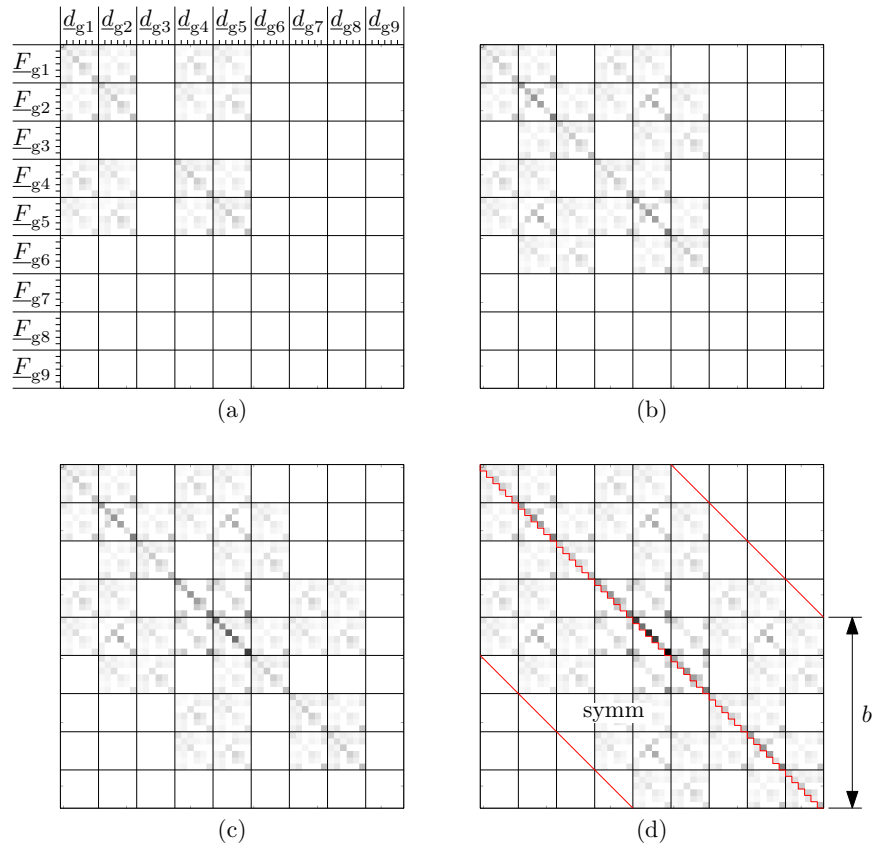 d_g1 d_g2 d_g3 d_g4 d_g5 d_g6 d_g7 d_g8 d_g9
F_g1
F_g2
F_g3
F_g4
F_g5
F_g6
F_g7
F_g8
F_g9
(a)
(b)
symm
b
(c)
(d)